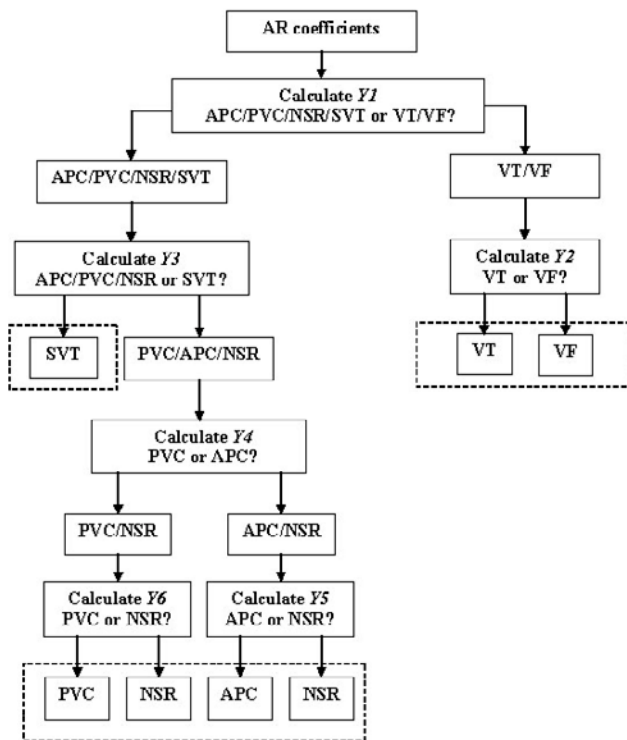 AR coefficients
Calculate Y1
APC/PVC/NSR/SVT or VT/VF?
APC/PVC/NSR/SVT
VT/VF
Calculate Y3
APC/PVC/NSR or SVT?
Calculate Y2
VT or VF?
SVT
PVC/APC/NSR
VT
VF
Calculate Y4
PVC or APC?
PVC/NSR
APC/NSR
Calculate Y6
PVC or NSR?
Calculate Y5
APC or NSR?
PVC
NSR
APC
NSR